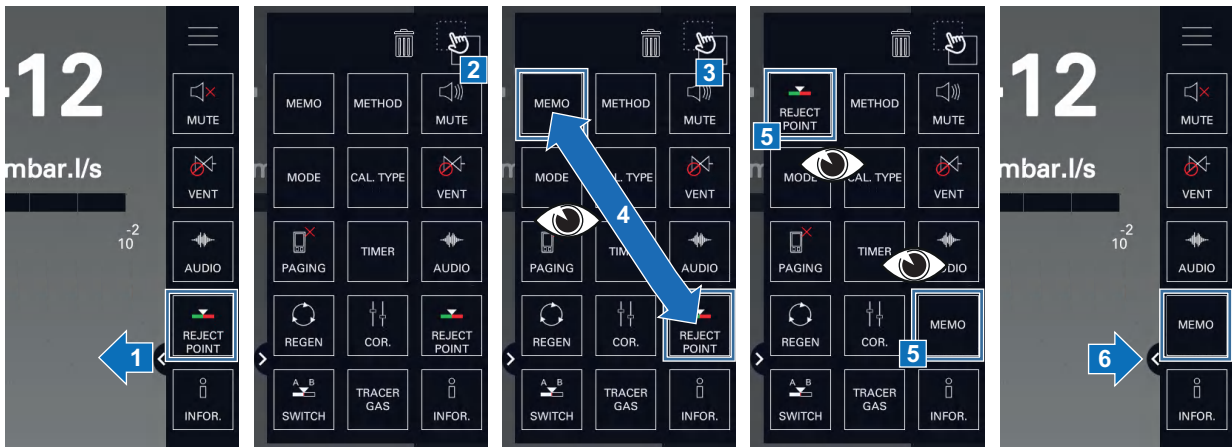 -12
MUTE
mbar.l/s
VENT
-2
10
AUDIO
REJECT
POINT
1
INFOR.
2
MEMO
METHOD
MUTE
MODE
CAL. TYPE
VENT
PAGING
TIMER
AUDIO
REGEN
COR.
REJECT
POINT
A B
SWITCH
TRACER
GAS
INFOR.
3
MEMO
METHOD
MUTE
MODE
TYPE
VENT
4
PAGING
AUDIO
REGEN
COR.
REJECT
POINT
A B
SWITCH
TRACER
GAS
INFOR.
REJECT
POINT
5
METHOD
MUTE
MODE
TYPE
VENT
PAGING
TIMER
REGEN
COR.
MEMO
5
A B
SWITCH
TRACER
GAS
INFOR.
-12
MUTE
mbar.l/s
VENT
-2
10
AUDIO
MEMO
6
INFOR.